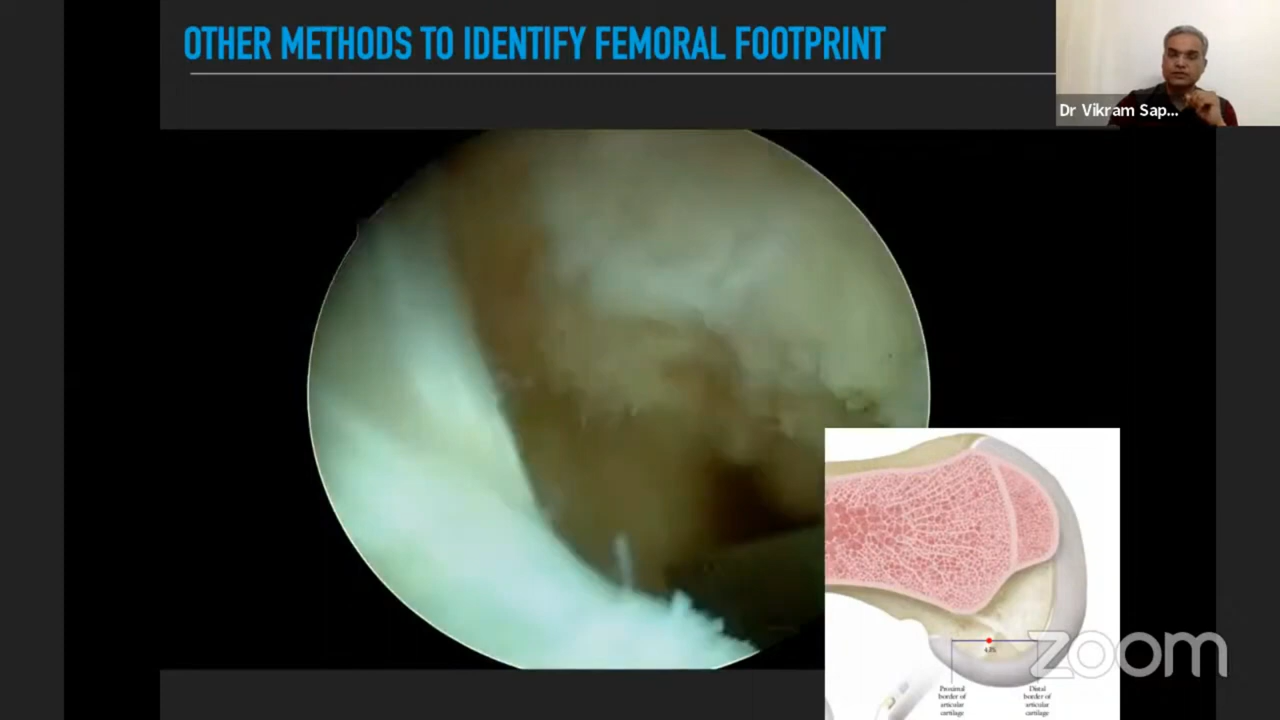 OTHER METHODS TO IDENTIFY FEMORAL FOOTPRINT
Dr Vikram Sap...
Proximal
border of
articular
cartilage
Distal
border of
articular
cartilage
zoom